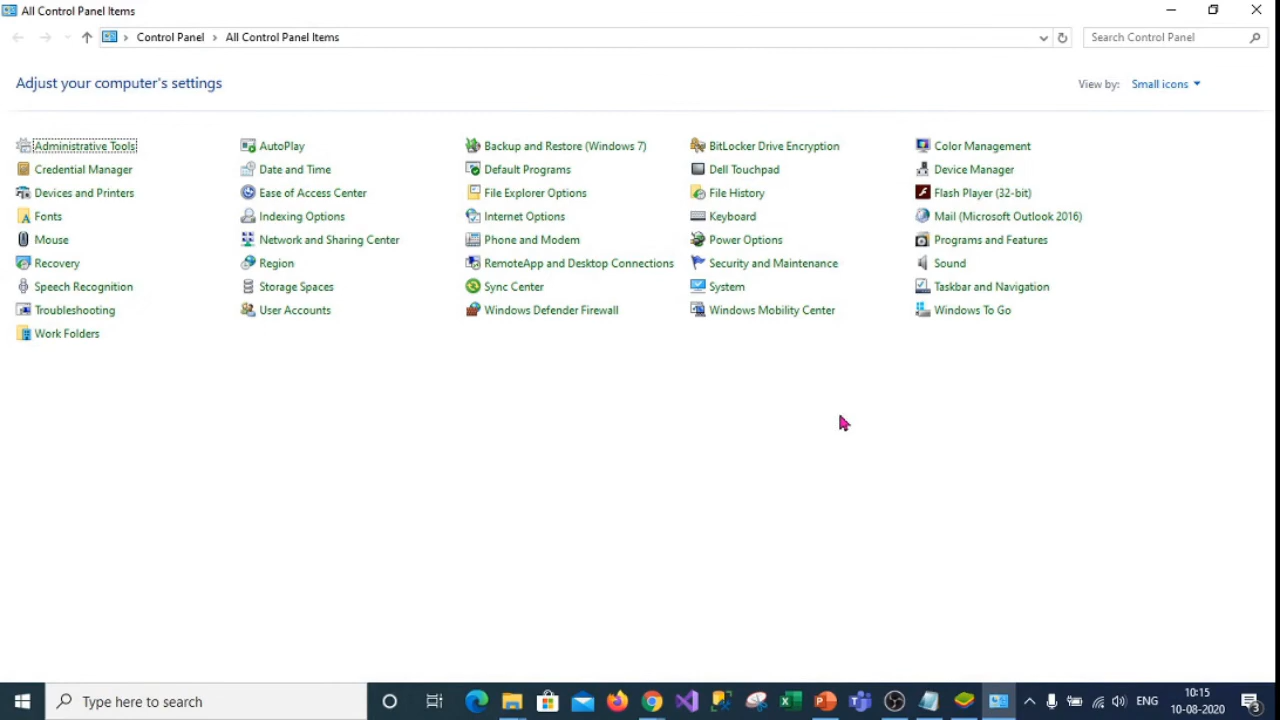 All Control Panel Items
Control Panel > All Control Panel Items
Search Control Panel
Adjust your computer's settings
View by: Small icons
Administrative Tools
AutoPlay
Backup and Restore (Windows 7)
BitLocker Drive Encryption
Color Management
Credential Manager
Date and Time
Default Programs
Dell Touchpad
Device Manager
Devices and Printers
Ease of Access Center
File Explorer Options
File History
Flash Player (32-bit)
Fonts
Indexing Options
Internet Options
Keyboard
Mail (Microsoft Outlook 2016)
Mouse
Network and Sharing Center
Phone and Modem
Power Options
Programs and Features
Recovery
Region
RemoteApp and Desktop Connections
Security and Maintenance
Sound
Speech Recognition
Storage Spaces
Sync Center
System
Taskbar and Navigation
Troubleshooting
User Accounts
Windows Defender Firewall
Windows Mobility Center
Windows To Go
Work Folders
Type here to search
ENG
10:15
10-08-2020
3